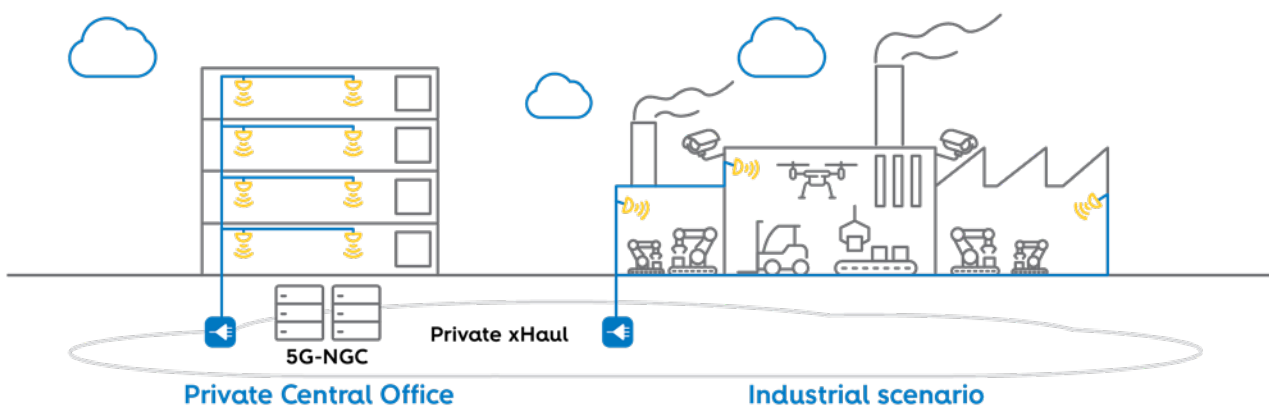 Private xHaul
5G-NGC
Private Central Office
Industrial scenario